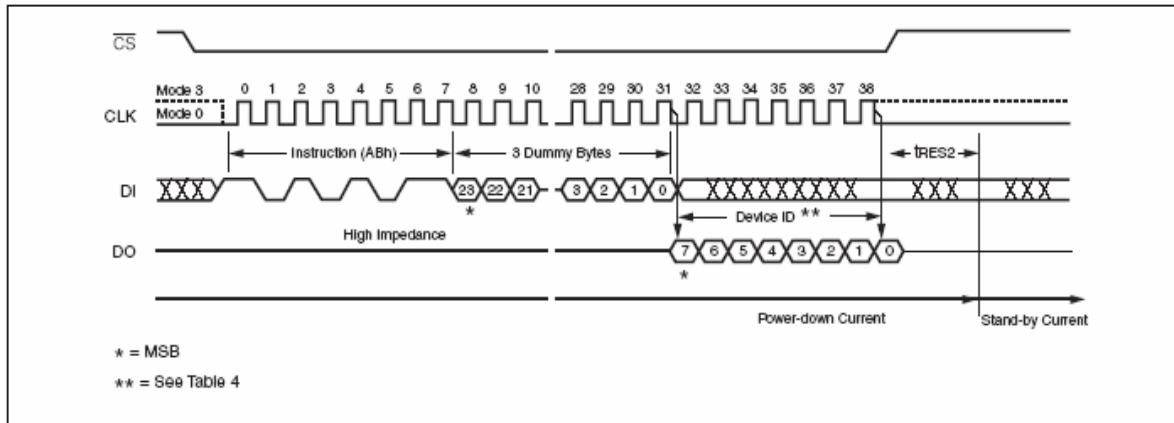 CS
Mode 3 0 1 2 3 4 5 6 7 8 9 10 28 29 30 31 32 33 34 35 36 37 38
CLK Mode 0
Instruction (ABh) 3 Dummy Bytes tRES2
DI 23 22 21 3 2 1 0
* Device ID **
High Impedance
DO 7 6 5 4 3 2 1 0
*
Power-down Current Stand-by Current
* = MSB
** = See Table 4